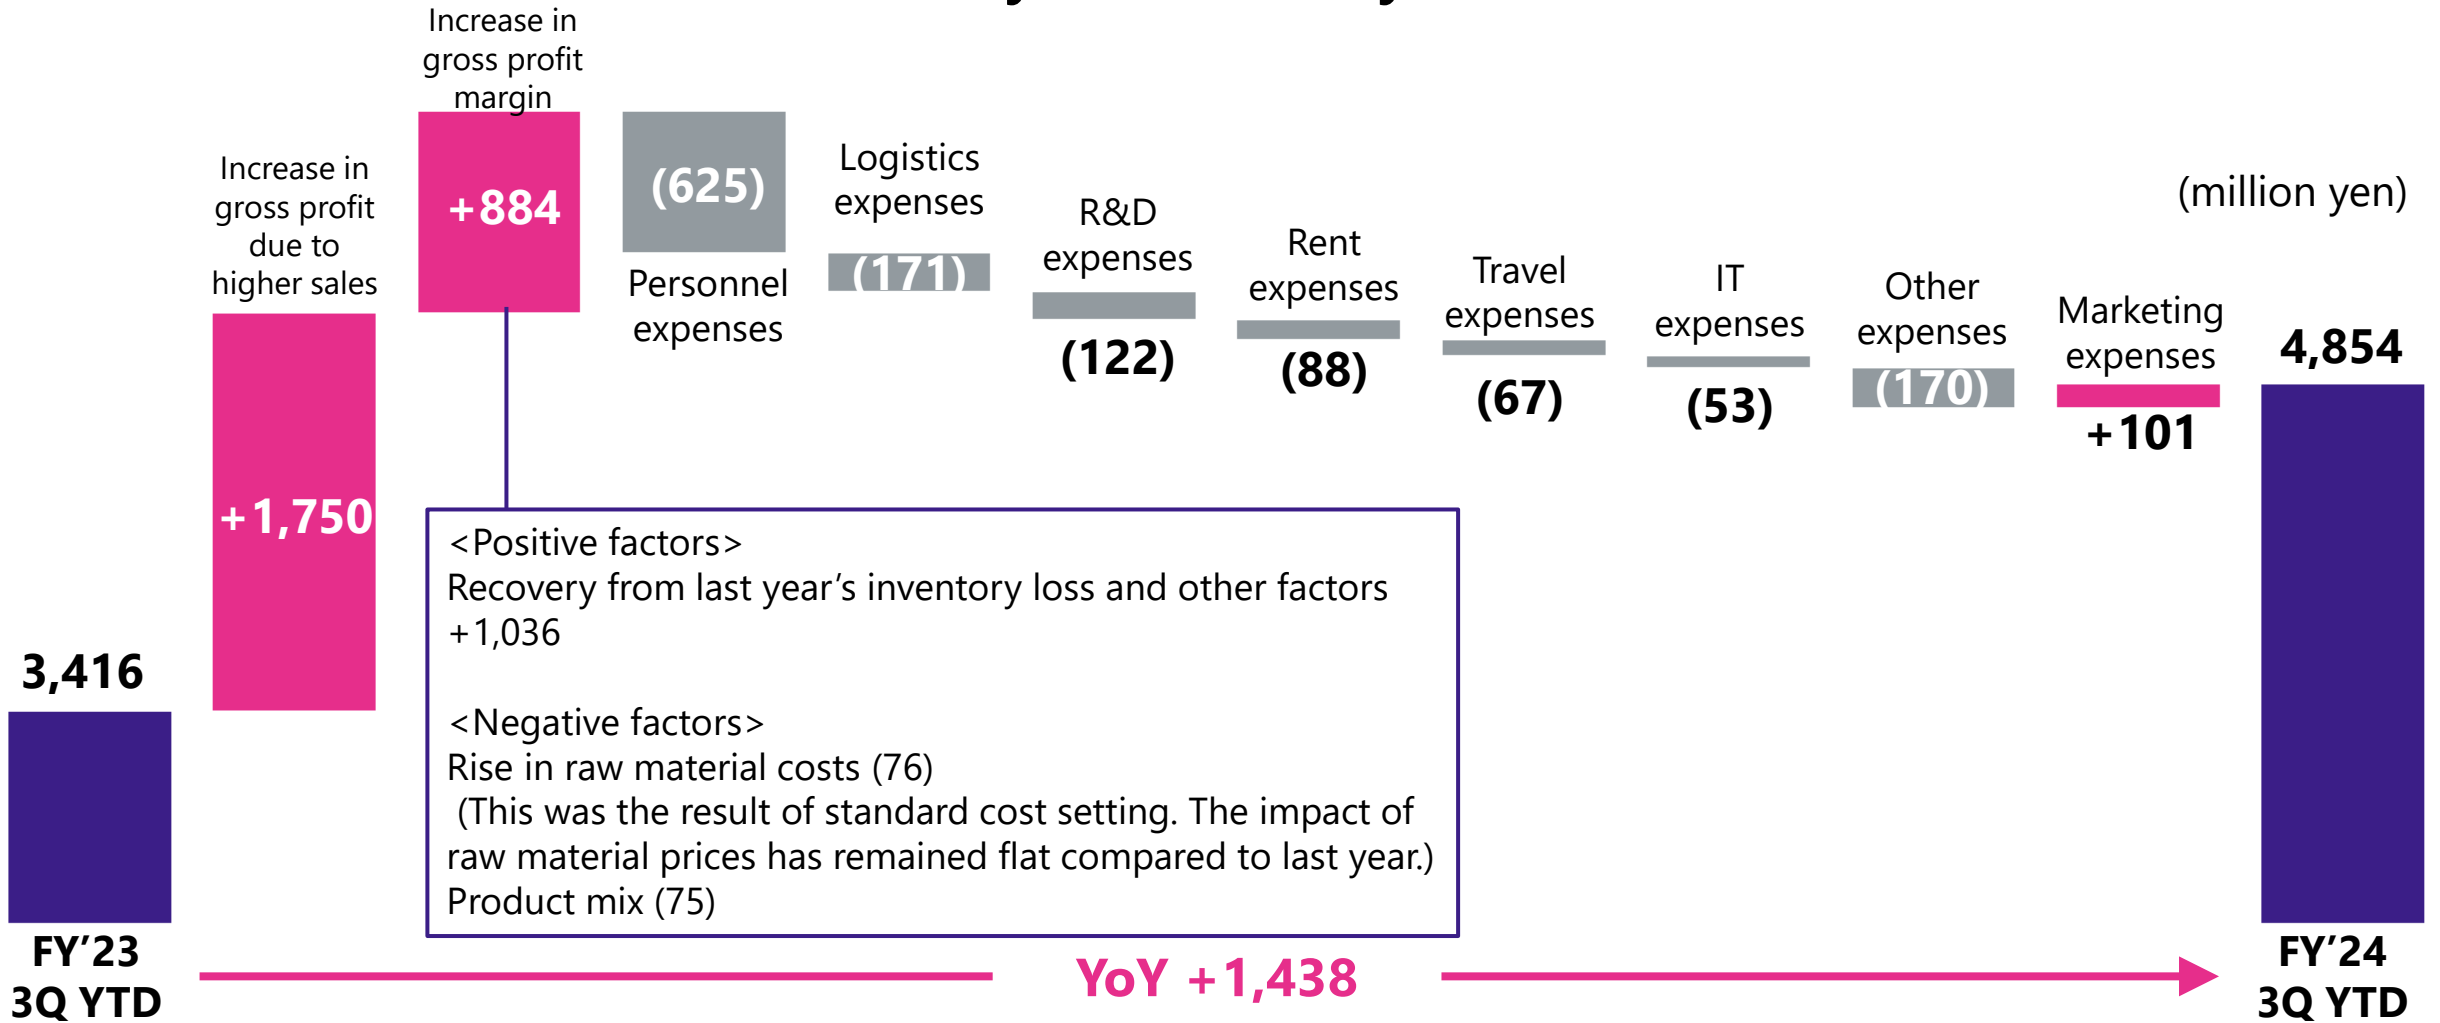 Increase in
gross profit
margin
+884
Increase in
gross profit
due to
higher sales
+1,750
(625)
Personnel
expenses
Logistics
expenses
(171)
R&D
expenses
(122)
Rent
expenses
(88)
Travel
expenses
(67)
IT
expenses
(53)
Other
expenses
(170)
Marketing
expenses
+101
(million yen)
4,854
3,416
<Positive factors>
Recovery from last year’s inventory loss and other factors
+1,036
<Negative factors>
Rise in raw material costs (76)
(This was the result of standard cost setting. The impact of
raw material prices has remained flat compared to last year.)
Product mix (75)
FY’23
3Q YTD
YoY +1,438
FY’24
3Q YTD